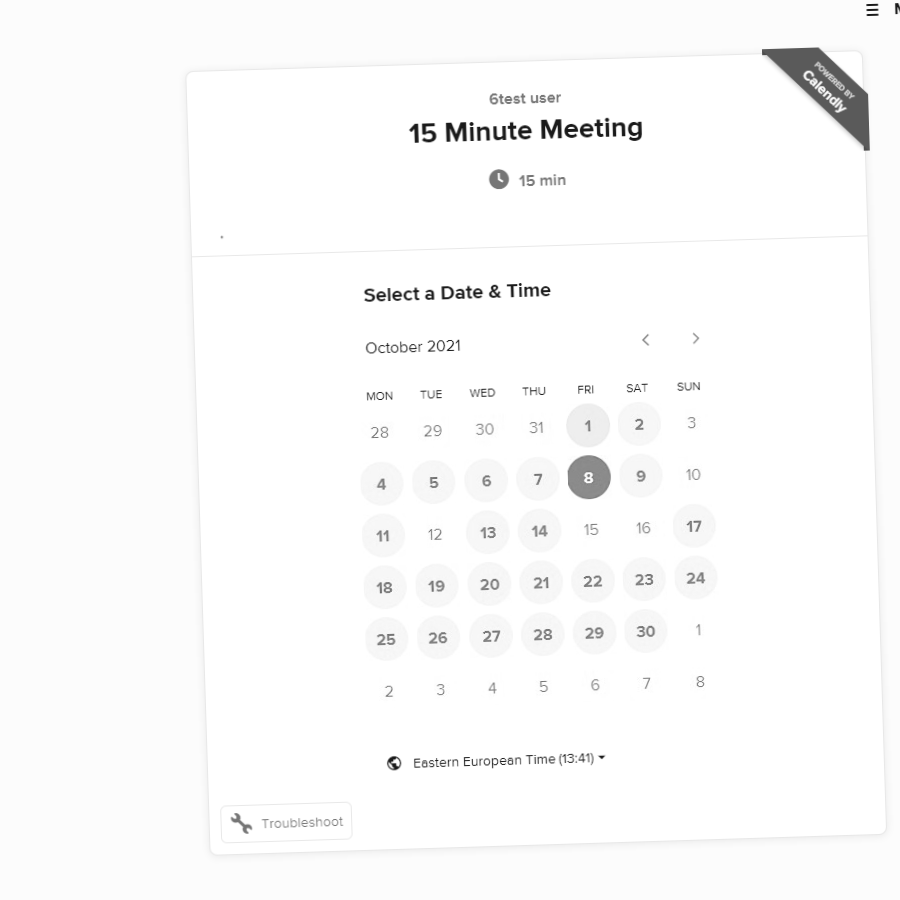 POWERED BY
Calendly
6test user
15 Minute Meeting
15 min
.
Select a Date & Time
October 2021
MON TUE WED THU FRI SAT SUN
28 29 30 31 1 2 3
4 5 6 7 8 9 10
11 12 13 14 15 16 17
18 19 20 21 22 23 24
25 26 27 28 29 30 1
2 3 4 5 6 7 8
Eastern European Time (13:41)
Troubleshoot